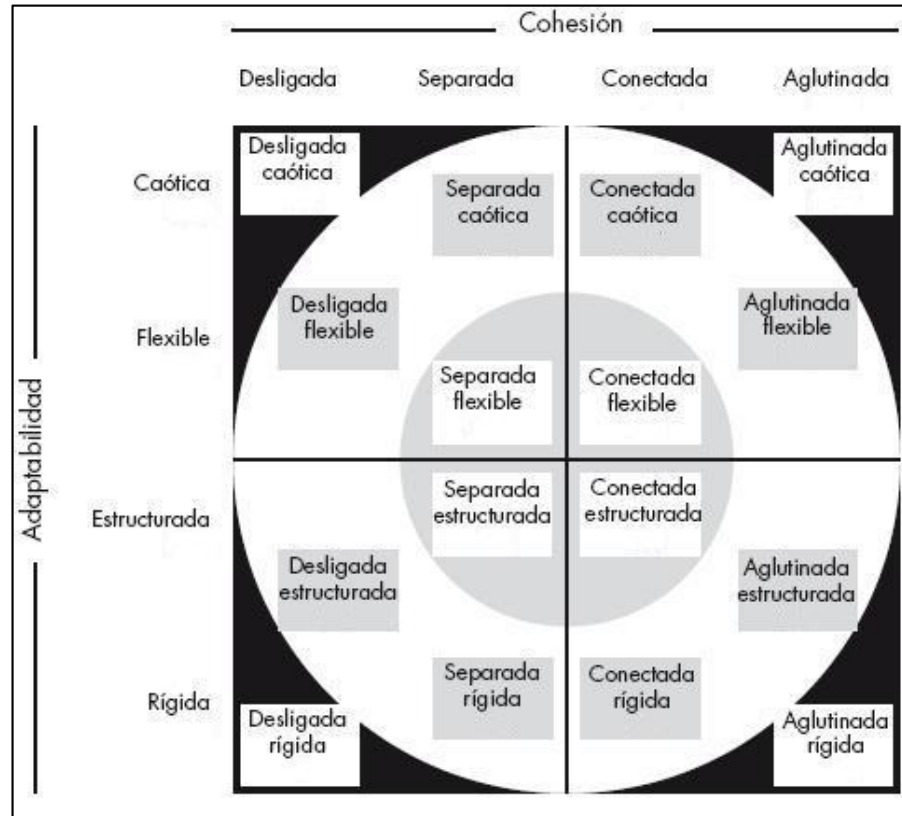 Cohesión
Desligada Separada Conectada Aglutinada
Adaptabilidad
Caótica
Desligada
caótica
Separada
caótica
Conectada
caótica
Aglutinada
caótica
Flexible
Desligada
flexible
Separada
flexible
Conectada
flexible
Aglutinada
flexible
Estructurada
Separada
estructurada
Conectada
estructurada
Desligada
estructurada
Aglutinada
estructurada
Rígida
Desligada
rígida
Separada
rígida
Conectada
rígida
Aglutinada
rígida